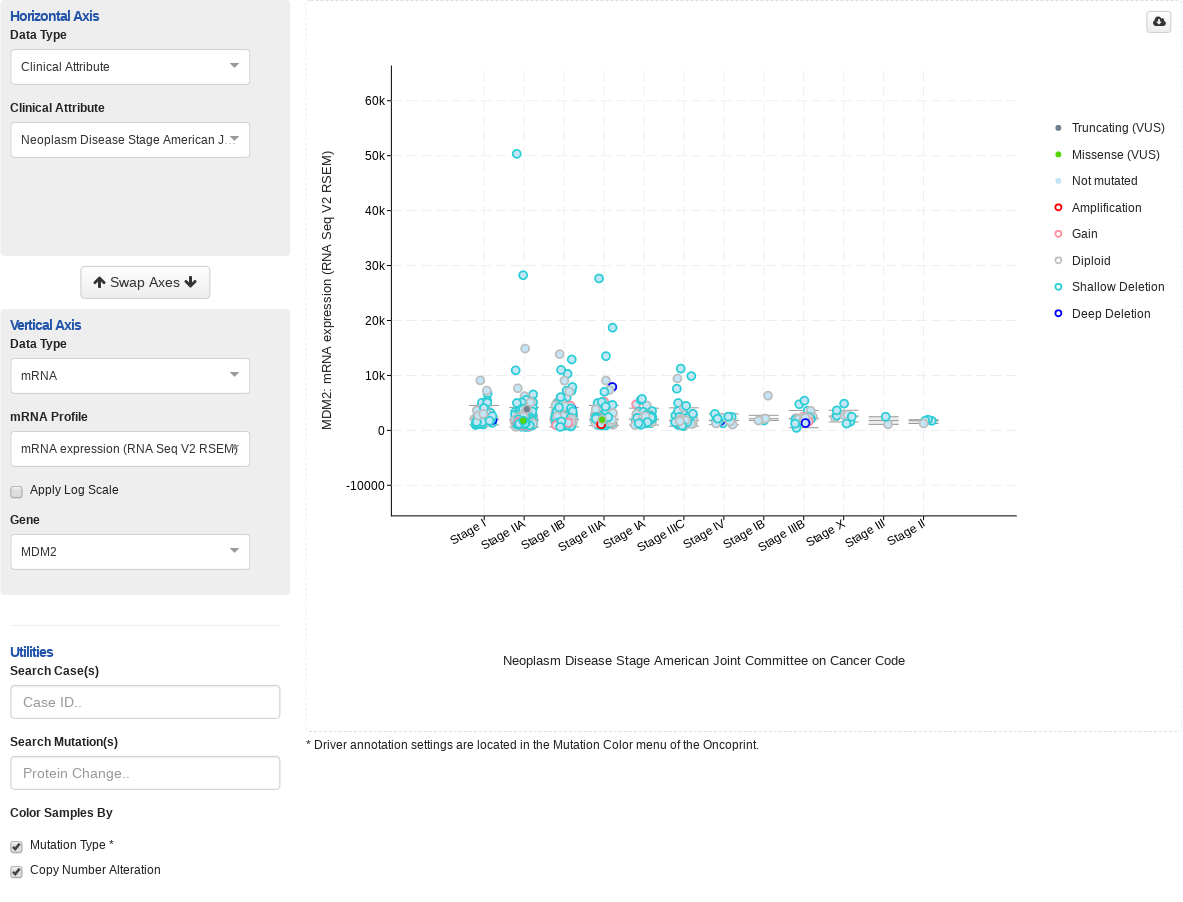 Horizontal Axis
Data Type
Clinical Attribute
Clinical Attribute
Neoplasm Disease Stage American J...
Swap Axes
Vertical Axis
Data Type
mRNA
mRNA Profile
mRNA expression (RNA Seq V2 RSEM)
Apply Log Scale
Gene
MDM2
Utilities
Search Case(s)
Case ID..
Search Mutation(s)
Protein Change..
Color Samples By
Mutation Type *
Copy Number Alteration
MDM2: mRNA expression (RNA Seq V2 RSEM)
60k
50k
40k
30k
20k
10k
0
-10000
Stage I
Stage IIA
Stage IIB
Stage IIIA
Stage IA
Stage IIIC
Stage IV
Stage IB
Stage IIIB
Stage X
Stage III
Stage II
Neoplasm Disease Stage American Joint Committee on Cancer Code
Truncating (VUS)
Missense (VUS)
Not mutated
Amplification
Gain
Diploid
Shallow Deletion
Deep Deletion
* Driver annotation settings are located in the Mutation Color menu of the Oncoprint.